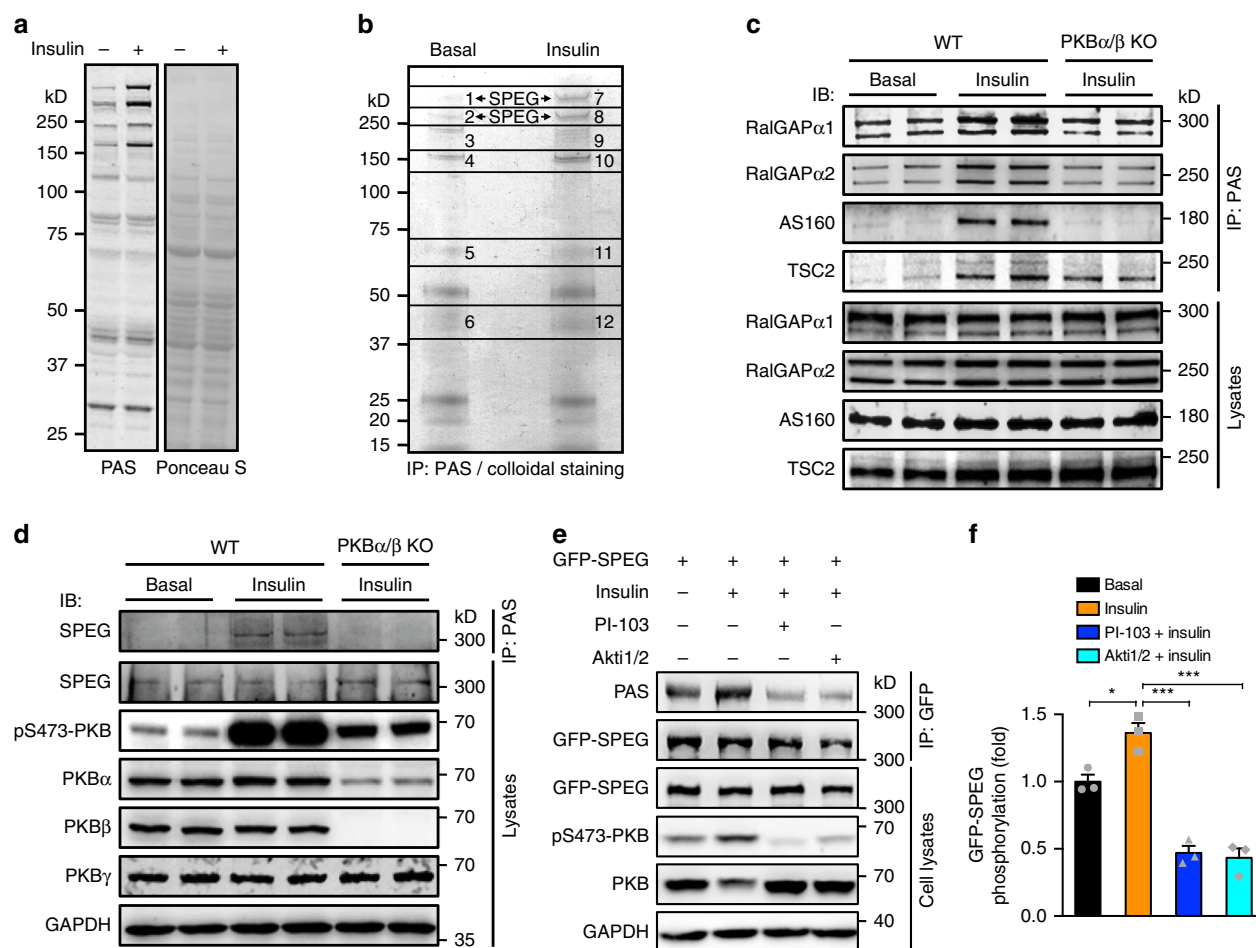 a
Insulin – + – +
kD
250
150
100
75
50
37
25
PAS Ponceau S
b
Basal Insulin
kD
250
150
100
75
50
37
25
20
15
1 SPEG 7
2 SPEG 8
3 9
4 10
5 11
6 12
IP: PAS / colloidal staining
c
WT PKBα/β KO
Basal Insulin Insulin
IB: kD
RalGAPα1 300
RalGAPα2 250
AS160 180
TSC2 250
IP: PAS
RalGAPα1 300
RalGAPα2 250
AS160 180
TSC2 250
Lysates
d
WT PKBα/β KO
Basal Insulin Insulin
IB: kD
SPEG 300
IP: PAS
SPEG 300
pS473-PKB 70
PKBα 70
PKBβ 70
PKBγ 70
GAPDH 35
Lysates
e
GFP-SPEG + + + +
Insulin – + + +
PI-103 – – + –
Akti1/2 – – – +
kD
PAS 300
GFP-SPEG 300
IP: GFP
GFP-SPEG 300
pS473-PKB 70
PKB 70
GAPDH 40
Cell lysates
f
Basal
Insulin
PI-103 + insulin
Akti1/2 + insulin
***
* ***
GFP-SPEG
phosphorylation (fold)
1.5
1.0
0.5
0.0